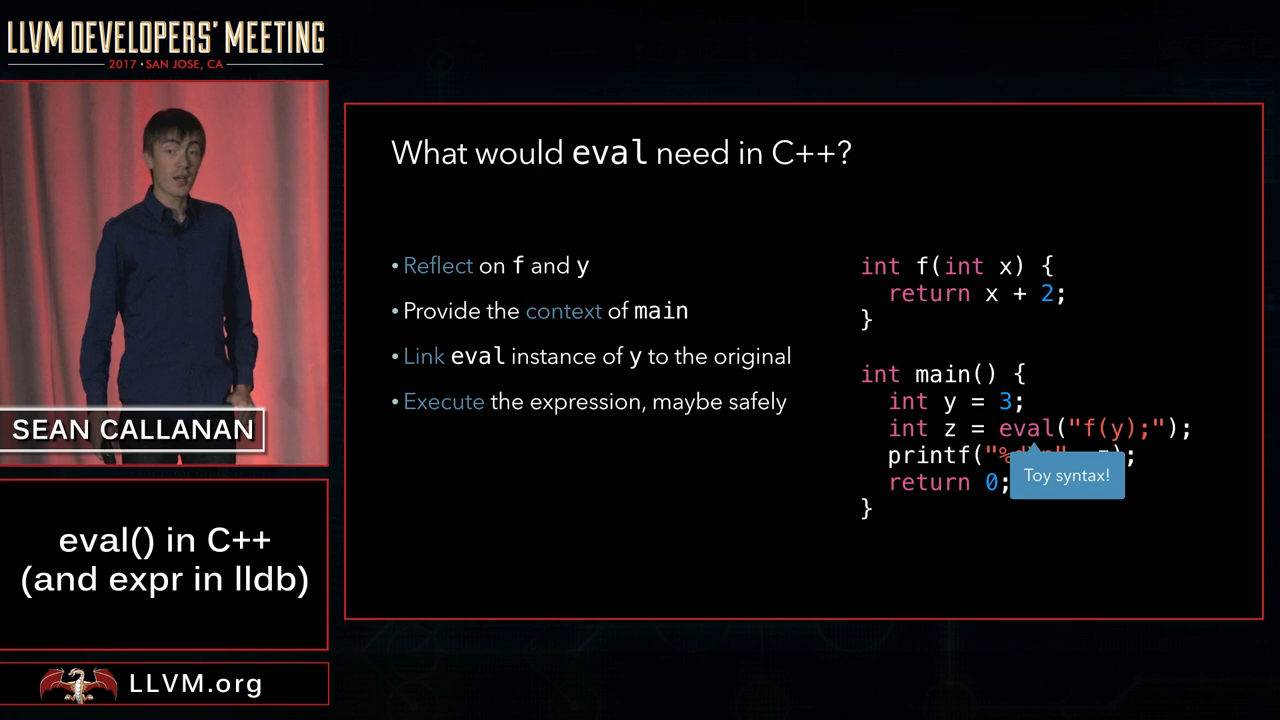 LLVM DEVELOPERS' MEETING
2017 • SAN JOSE, CA
SEAN CALLANAN
eval() in C++
(and expr in lldb)
LLVM.org
What would eval need in C++?
• Reflect on f and y
• Provide the context of main
• Link eval instance of y to the original
• Execute the expression, maybe safely
int f(int x) {
return x + 2;
}
int main() {
int y = 3;
int z = eval("f(y);");
printf("%
return 0;
}
Toy syntax!